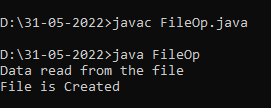 D:\31-05-2022>javac FileOp.java
D:\31-05-2022>java FileOp
Data read from the file
File is Created